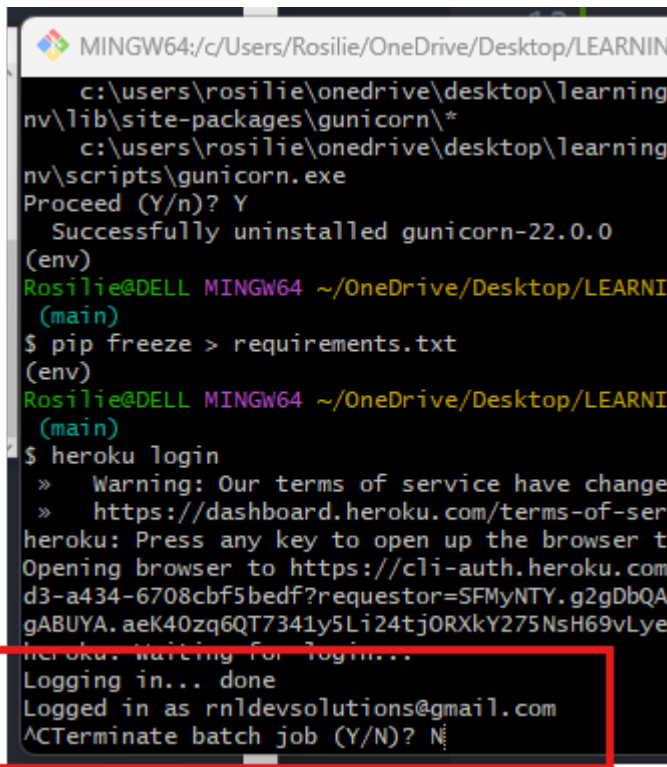 MINGW64:/c/Users/Rosilie/OneDrive/Desktop/LEARNIN
c:\users\rosilie\onedrive\desktop\learning
nv\lib\site-packages\gunicorn\*
c:\users\rosilie\onedrive\desktop\learning
nv\scripts\gunicorn.exe
Proceed (Y/n)? Y
Successfully uninstalled gunicorn-22.0.0
(env)
Rosilie@DELL MINGW64 ~/OneDrive/Desktop/LEARNI
(main)
$ pip freeze > requirements.txt
(env)
Rosilie@DELL MINGW64 ~/OneDrive/Desktop/LEARNI
(main)
$ heroku login
» Warning: Our terms of service have change
» https://dashboard.heroku.com/terms-of-ser
heroku: Press any key to open up the browser t
Opening browser to https://cli-auth.heroku.com
d3-a434-6708cbf5bedf?requestor=SFMyNTY.g2gDbQA
gABUYA.aeK4Ozq6QT7341y5Li24tjORXkY275NsH69vLye
heroku: Waiting for login...
Logging in... done
Logged in as rnldevsolutions@gmail.com
^CTerminate batch job (Y/N)? N